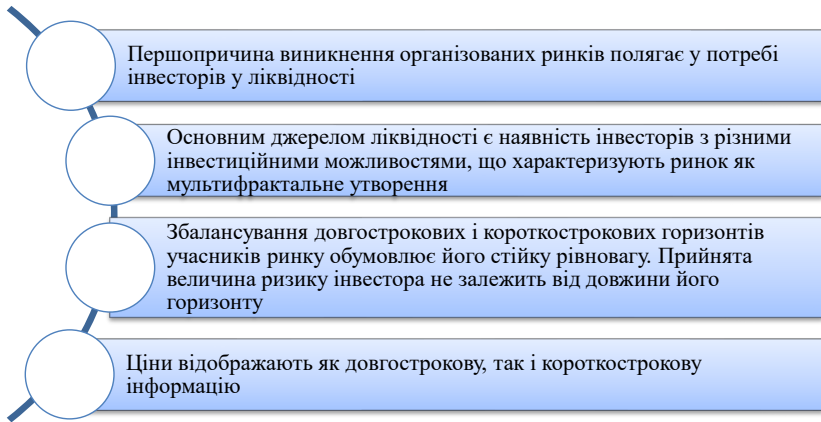 Першопричина виникнення організованих ринків полягає у потребі
інвесторів у ліквідності
Основним джерелом ліквідності є наявність інвесторів з різними
інвестиційними можливостями, що характеризують ринок як
мультифрактальне утворення
Збалансування довгострокових і короткострокових горизонтів
учасників ринку обумовлює його стійку рівновагу. Прийнята
величина ризику інвестора не залежить від довжини його
горизонту
Ціни відображають як довгострокову, так і короткострокову
інформацію